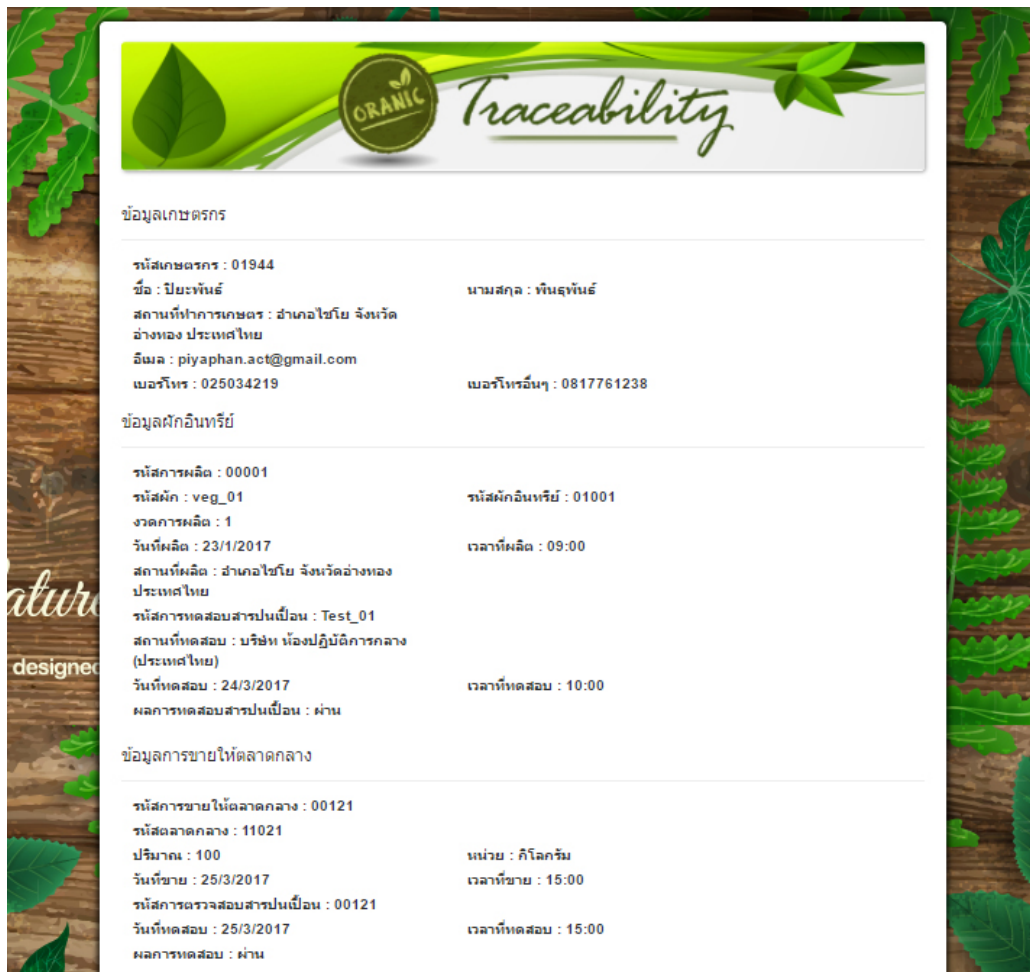 ORANIC
Traceability
ข้อมูลเกษตรกร
รหัสเกษตรกร : 01944
ชื่อ : ปิยะพันธ์ นามสกุล : พินธุพันธ์
สถานที่ทำการเกษตร : อำเภอไชโย จังหวัด
อ่างทอง ประเทศไทย
อีเมล : piyaphan.act@gmail.com
เบอร์โทร : 025034219 เบอร์โทรอื่นๆ : 0817761238
ข้อมูลผักอินทรีย์
รหัสการผลิต : 00001
รหัสผัก : veg_01 รหัสผักอินทรีย์ : 01001
งวดการผลิต : 1
วันที่ผลิต : 23/1/2017 เวลาที่ผลิต : 09:00
สถานที่ผลิต : อำเภอไชโย จังหวัดอ่างทอง
ประเทศไทย
รหัสการทดสอบสารปนเปื้อน : Test_01
สถานที่ทดสอบ : บริษัท ห้องปฏิบัติการกลาง
(ประเทศไทย)
วันที่ทดสอบ : 24/3/2017 เวลาที่ทดสอบ : 10:00
ผลการทดสอบสารปนเปื้อน : ผ่าน
ature
designed
ข้อมูลการขายให้ตลาดกลาง
รหัสการขายให้ตลาดกลาง : 00121
รหัสตลาดกลาง : 11021
ปริมาณ : 100 หน่วย : กิโลกรัม
วันที่ขาย : 25/3/2017 เวลาที่ขาย : 15:00
รหัสการตรวจสอบสารปนเปื้อน : 00121
วันที่ทดสอบ : 25/3/2017 เวลาที่ทดสอบ : 15:00
ผลการทดสอบ : ผ่าน